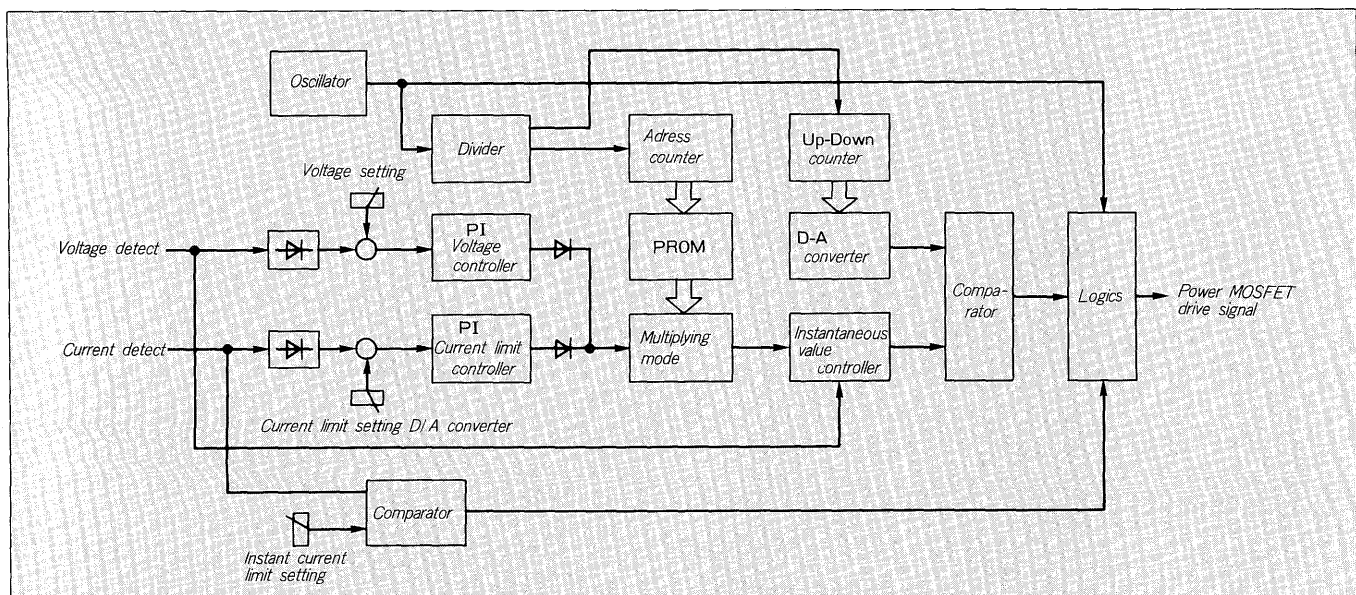 Oscillator
Divider
Adress
counter
Up-Down
counter
Voltage setting
Voltage detect
PI
Voltage
controller
PROM
D-A
converter
Compa-
rator
Logics
Power MOSFET
drive signal
Current detect
PI
Current limit
controller
Multiplying
mode
Instantaneous
value
controller
Current limit setting D/A converter
Comparator
Instant current
limit setting